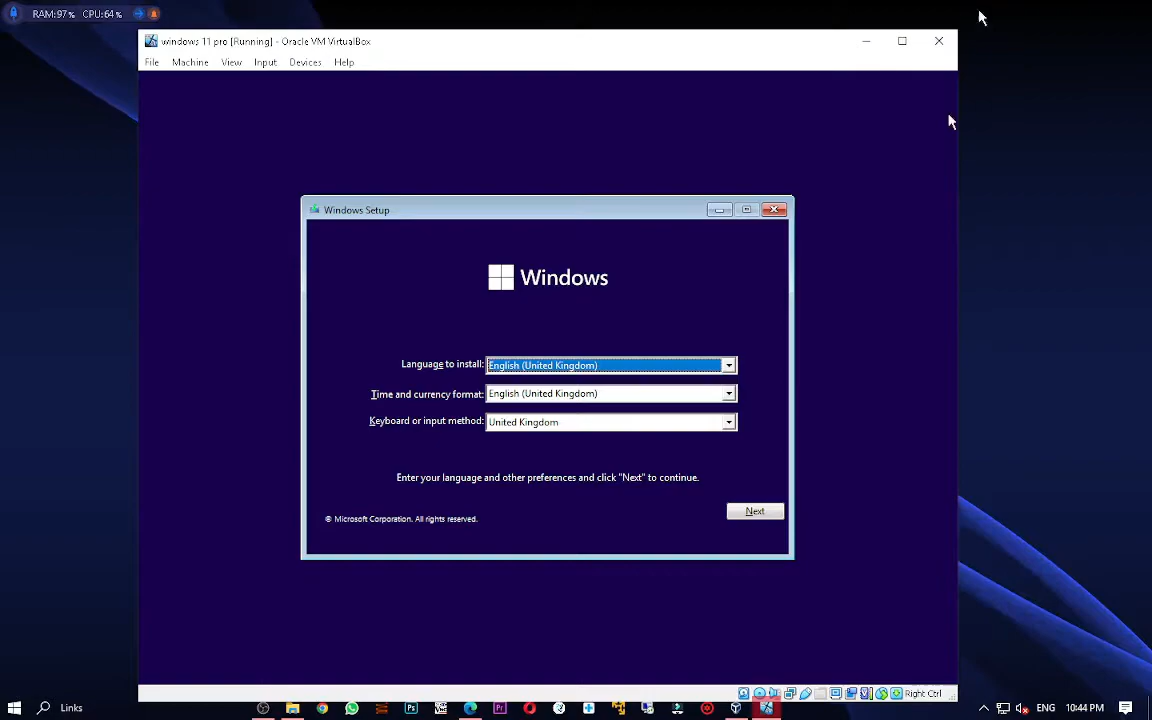 RAM:97% CPU:64%
windows 11 pro [Running] - Oracle VM VirtualBox
File Machine View Input Devices Help
Windows Setup
Windows
Language to install: English (United Kingdom)
Time and currency format: English (United Kingdom)
Keyboard or input method: United Kingdom
Enter your language and other preferences and click "Next" to continue.
Next
© Microsoft Corporation. All rights reserved.
Right Ctrl
Links
Ps
Pr
ENG 10:44 PM